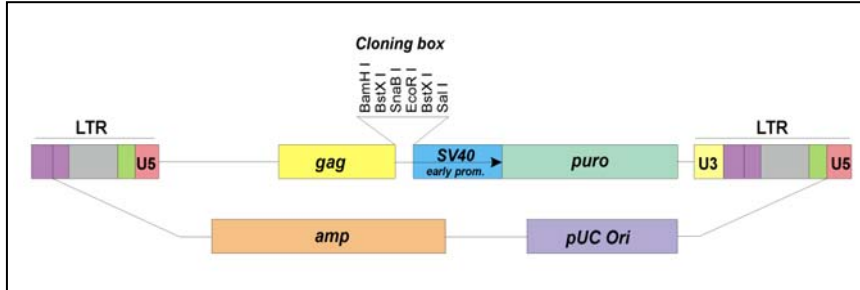 Cloning box
BamH I
BstX I
SnaB I
EcoR I
BstX I
Sal I
LTR
LTR
U5
gag
SV40
early prom.
puro
U3
U5
amp
pUC Ori